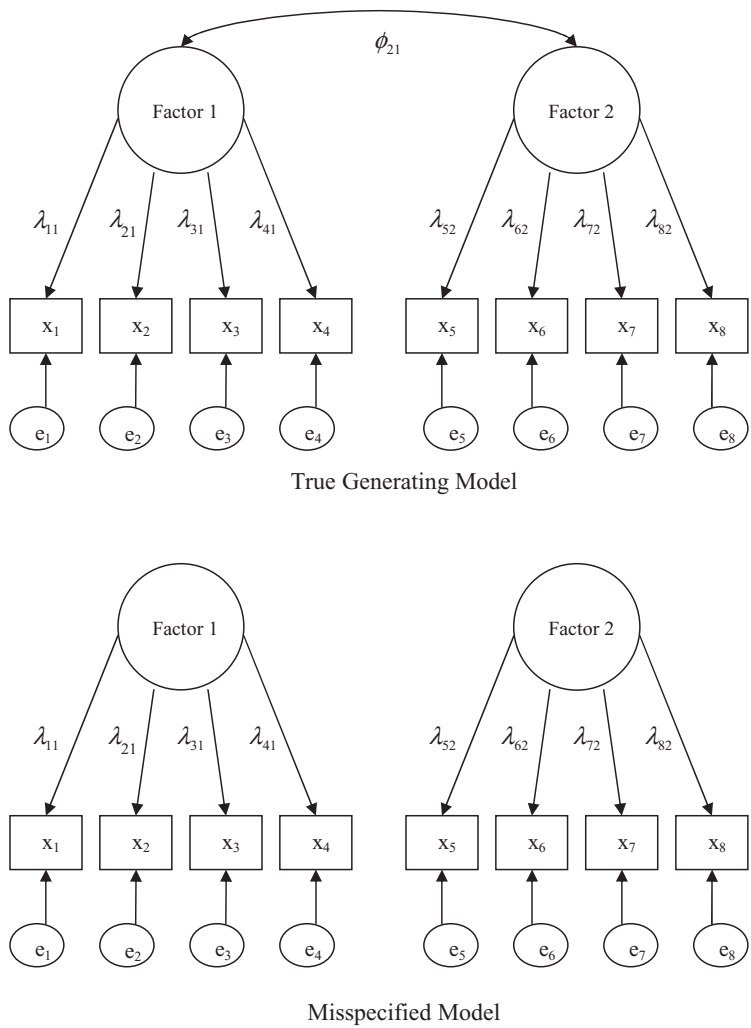 ϕ₂₁
Factor 1 Factor 2
λ₁₁ λ₂₁ λ₃₁ λ₄₁ λ₅₂ λ₆₂ λ₇₂ λ₈₂
x₁ x₂ x₃ x₄ x₅ x₆ x₇ x₈
e₁ e₂ e₃ e₄ e₅ e₆ e₇ e₈
True Generating Model
Factor 1 Factor 2
λ₁₁ λ₂₁ λ₃₁ λ₄₁ λ₅₂ λ₆₂ λ₇₂ λ₈₂
x₁ x₂ x₃ x₄ x₅ x₆ x₇ x₈
e₁ e₂ e₃ e₄ e₅ e₆ e₇ e₈
Misspecified Model